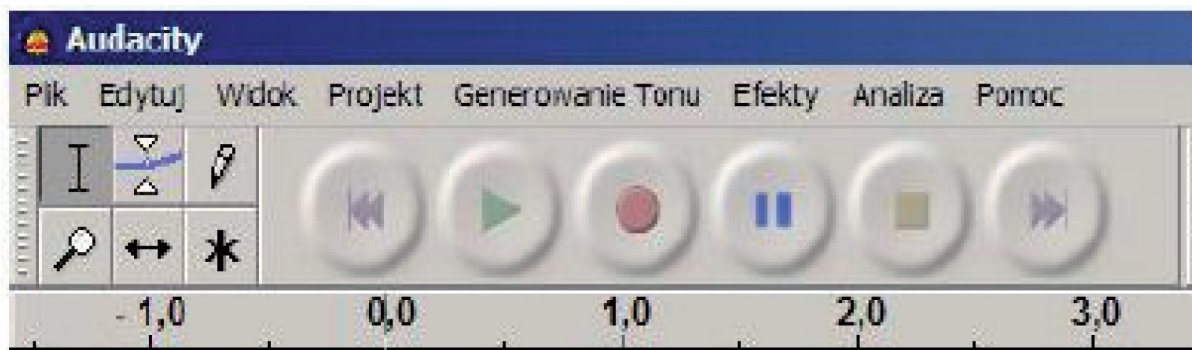 Audacity
Plik Edytuj Widok Projekt Generowanie Tonu Efekty Analiza Pomoc
- 1,0 0,0 1,0 2,0 3,0